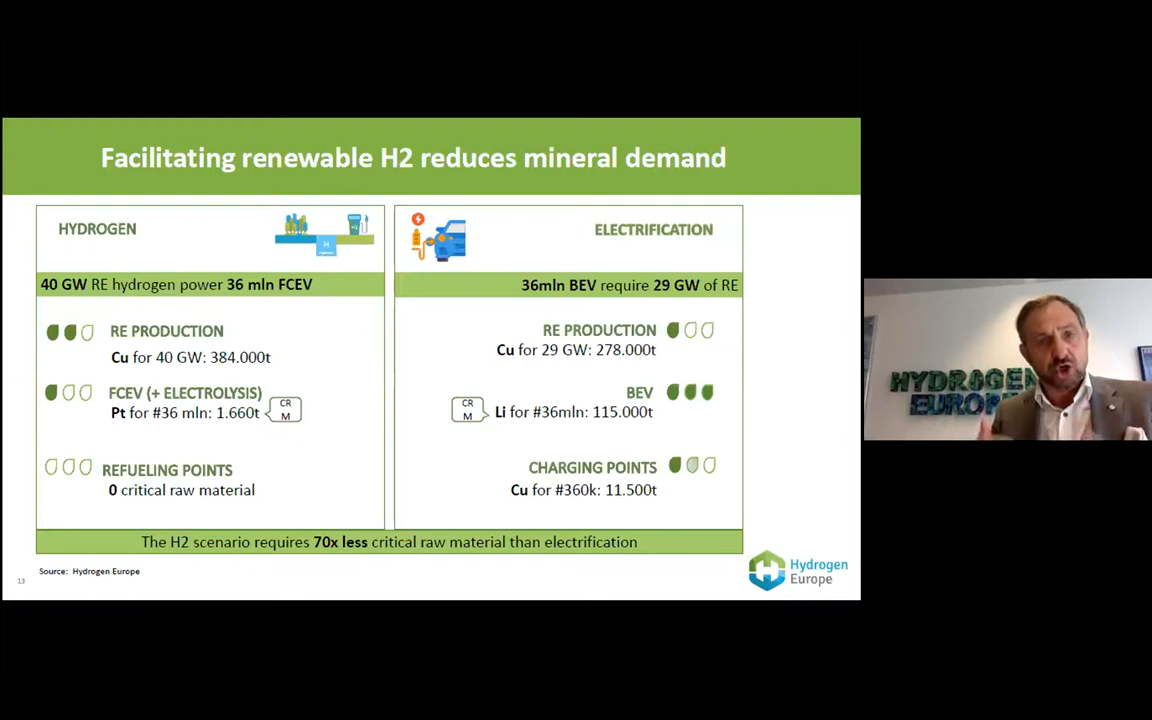 Facilitating renewable H2 reduces mineral demand
HYDROGEN
40 GW RE hydrogen power 36 mln FCEV
RE PRODUCTION
Cu for 40 GW: 384.000t
FCEV (+ ELECTROLYSIS)
Pt for #36 mln: 1.660t
CR
M
REFUELING POINTS
0 critical raw material
ELECTRIFICATION
36mln BEV require 29 GW of RE
RE PRODUCTION
Cu for 29 GW: 278.000t
BEV
CR
M
Li for #36mln: 115.000t
CHARGING POINTS
Cu for #360k: 11.500t
The H2 scenario requires 70x less critical raw material than electrification
Source: Hydrogen Europe
13
Hydrogen
Europe
HYDROGEN
EUROP